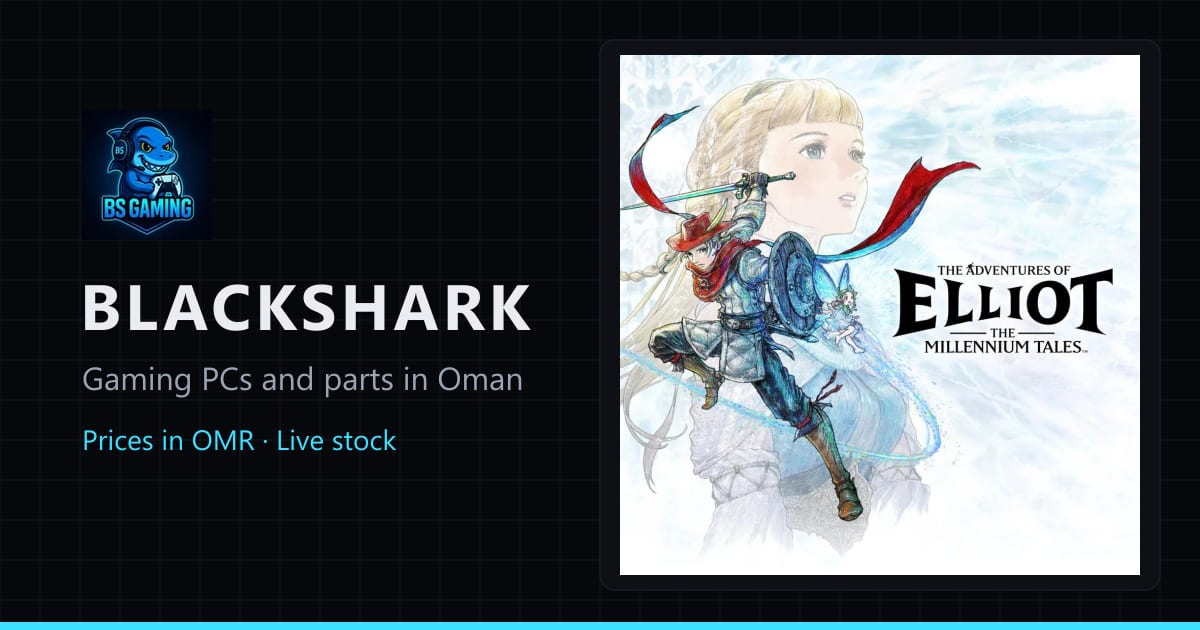 BS
BS GAMING
BLACKSHARK
Gaming PCs and parts in Oman
Prices in OMR · Live stock
THE ADVENTURES OF
ELLIOT
THE
MILLENNIUM TALES™